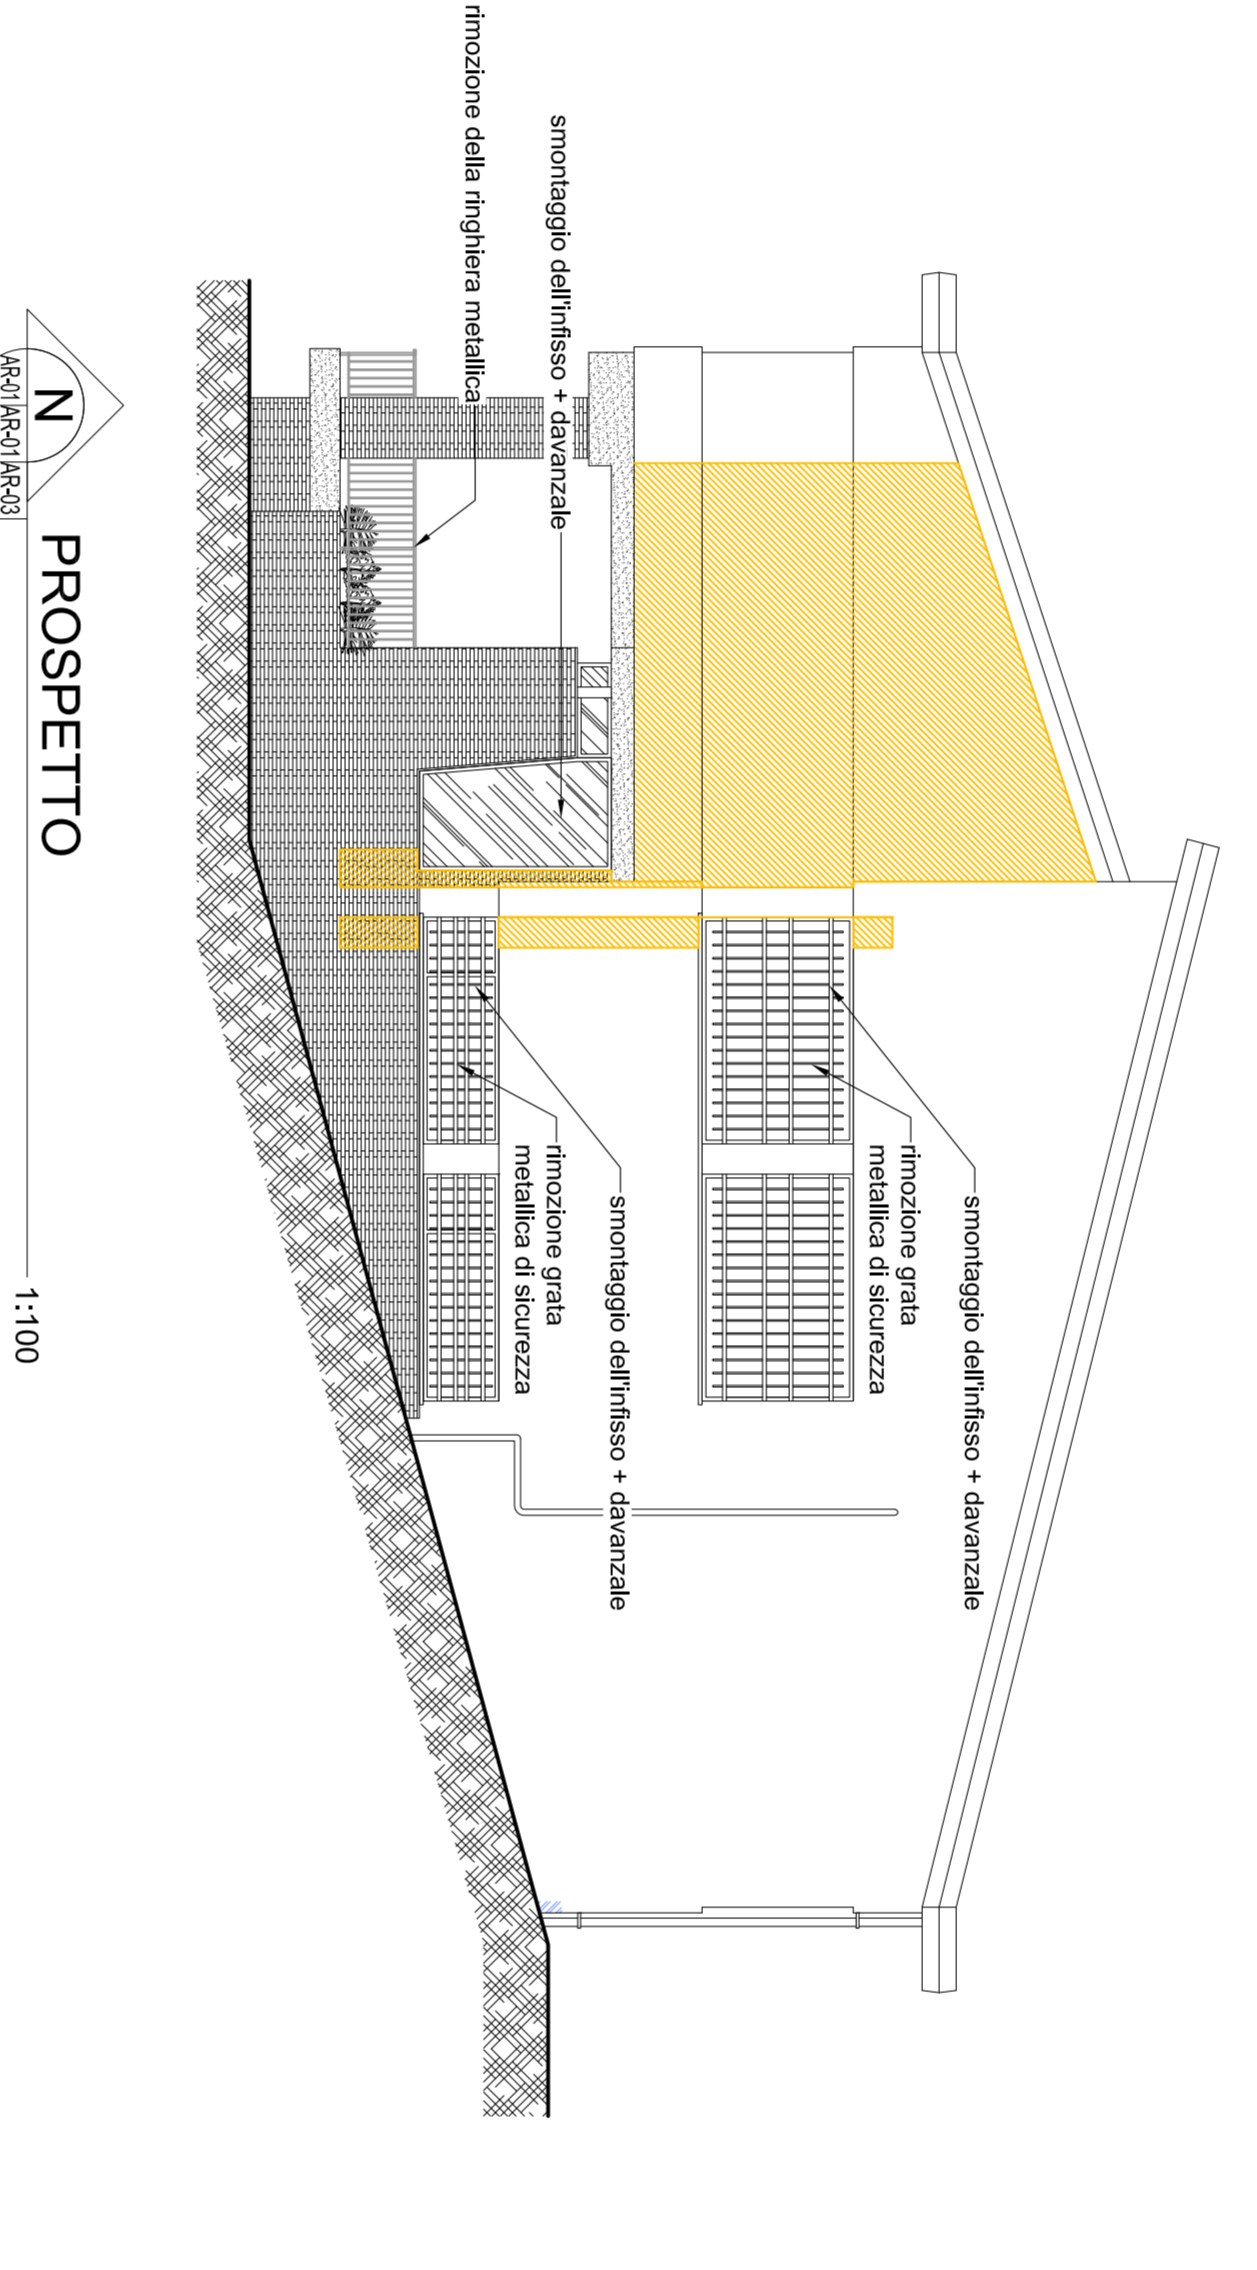 smontaggio dell'infisso + davanzale
rimozione grata
metallica di sicurezza
smontaggio dell'infisso + davanzale
rimozione grata
metallica di sicurezza
smontaggio dell'infisso + davanzale
rimozione della ringhiera metallica
N
AR-01 AR-01 AR-03
PROSPETTO
1:100